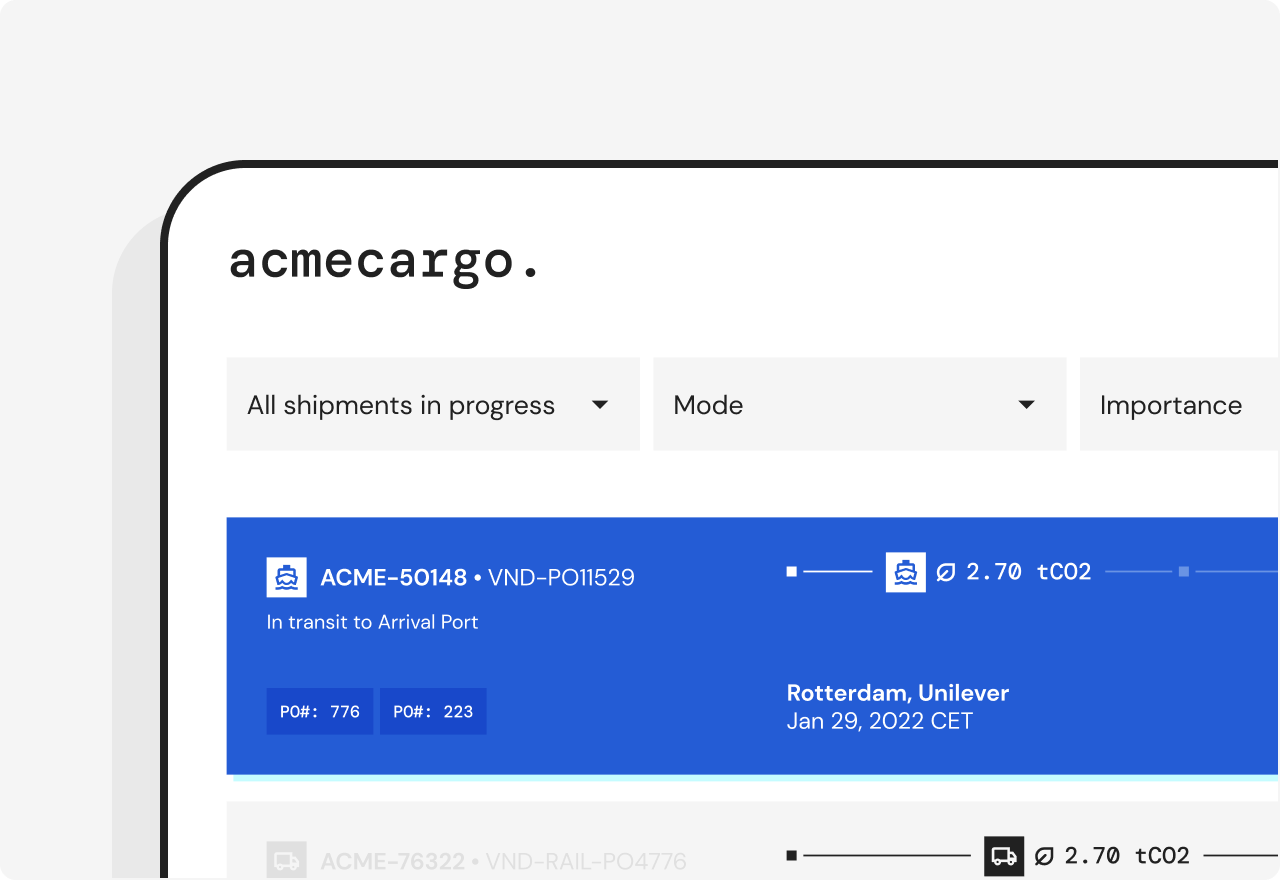 acmecargo.
All shipments in progress
Mode
Importance
ACME-50148 • VND-PO11529
2.70 tCO2
In transit to Arrival Port
PO#: 776
PO#: 223
Rotterdam, Unilever
Jan 29, 2022 CET
ACME-76322 • VND-RAIL-PO4776
2.70 tCO2